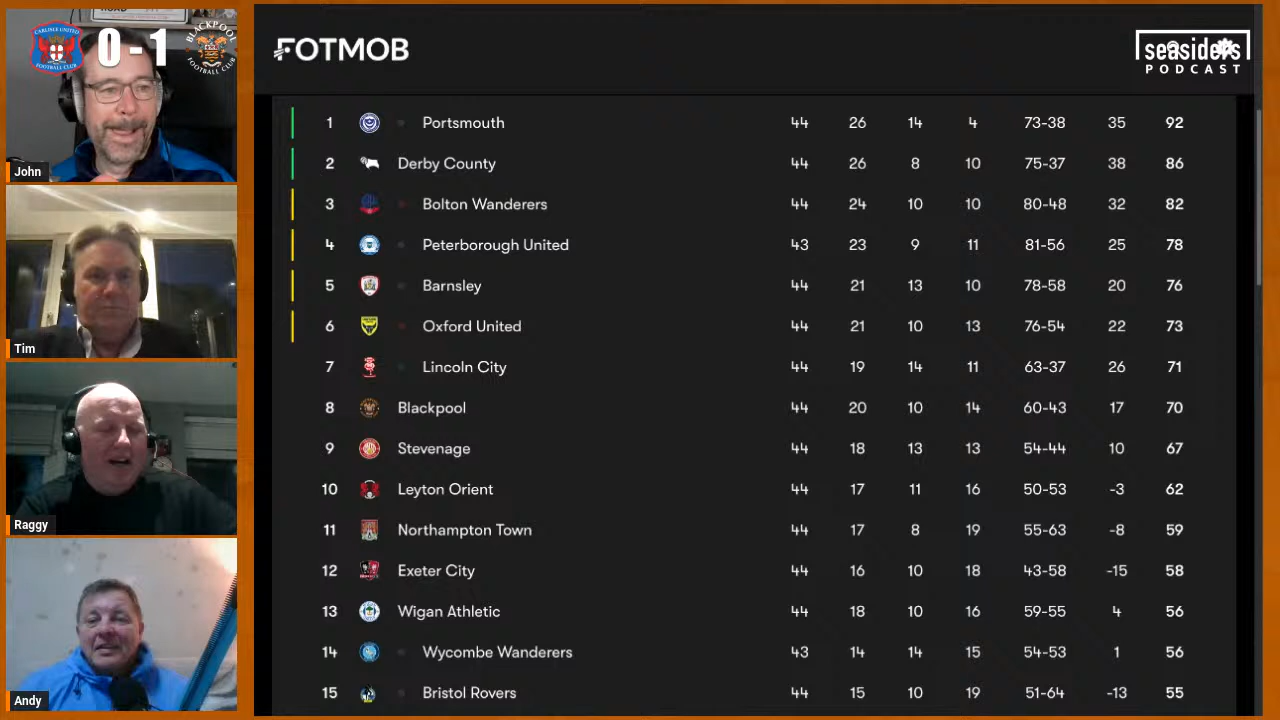 ROAD
CARLISLE UNITED
FOOTBALL CLUB
0 - 1
BLACKPOOL
FOOTBALL CLUB
John
Tim
Raggy
Andy
FOTMOB
seasiders
PODCAST
1 Portsmouth 44 26 14 4 73-38 35 92
2 Derby County 44 26 8 10 75-37 38 86
3 Bolton Wanderers 44 24 10 10 80-48 32 82
4 Peterborough United 43 23 9 11 81-56 25 78
5 Barnsley 44 21 13 10 78-58 20 76
6 Oxford United 44 21 10 13 76-54 22 73
7 Lincoln City 44 19 14 11 63-37 26 71
8 Blackpool 44 20 10 14 60-43 17 70
9 Stevenage 44 18 13 13 54-44 10 67
10 Leyton Orient 44 17 11 16 50-53 -3 62
11 Northampton Town 44 17 8 19 55-63 -8 59
12 Exeter City 44 16 10 18 43-58 -15 58
13 Wigan Athletic 44 18 10 16 59-55 4 56
14 Wycombe Wanderers 43 14 14 15 54-53 1 56
15 Bristol Rovers 44 15 10 19 51-64 -13 55